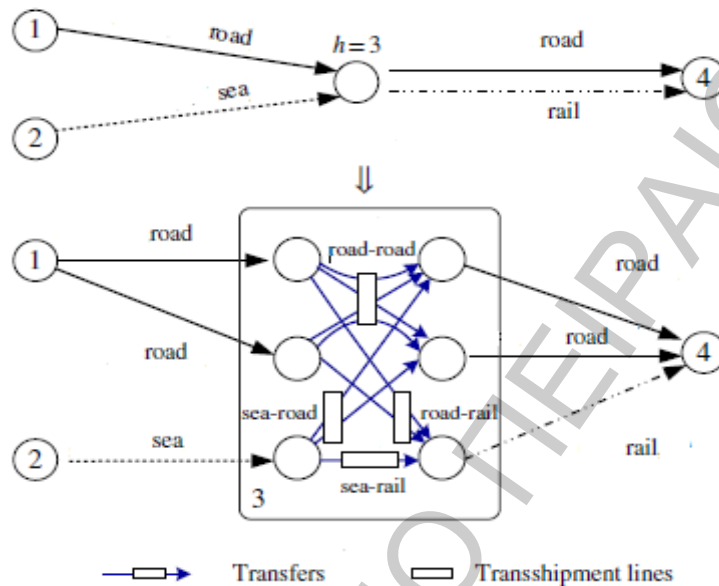 1
road
h = 3
road
4
sea
rail
2
⇓
road
road-road
1
road
road
road
4
sea-road
road-rail
sea
rail
2
sea-rail
3
Transfers
Transshipment lines